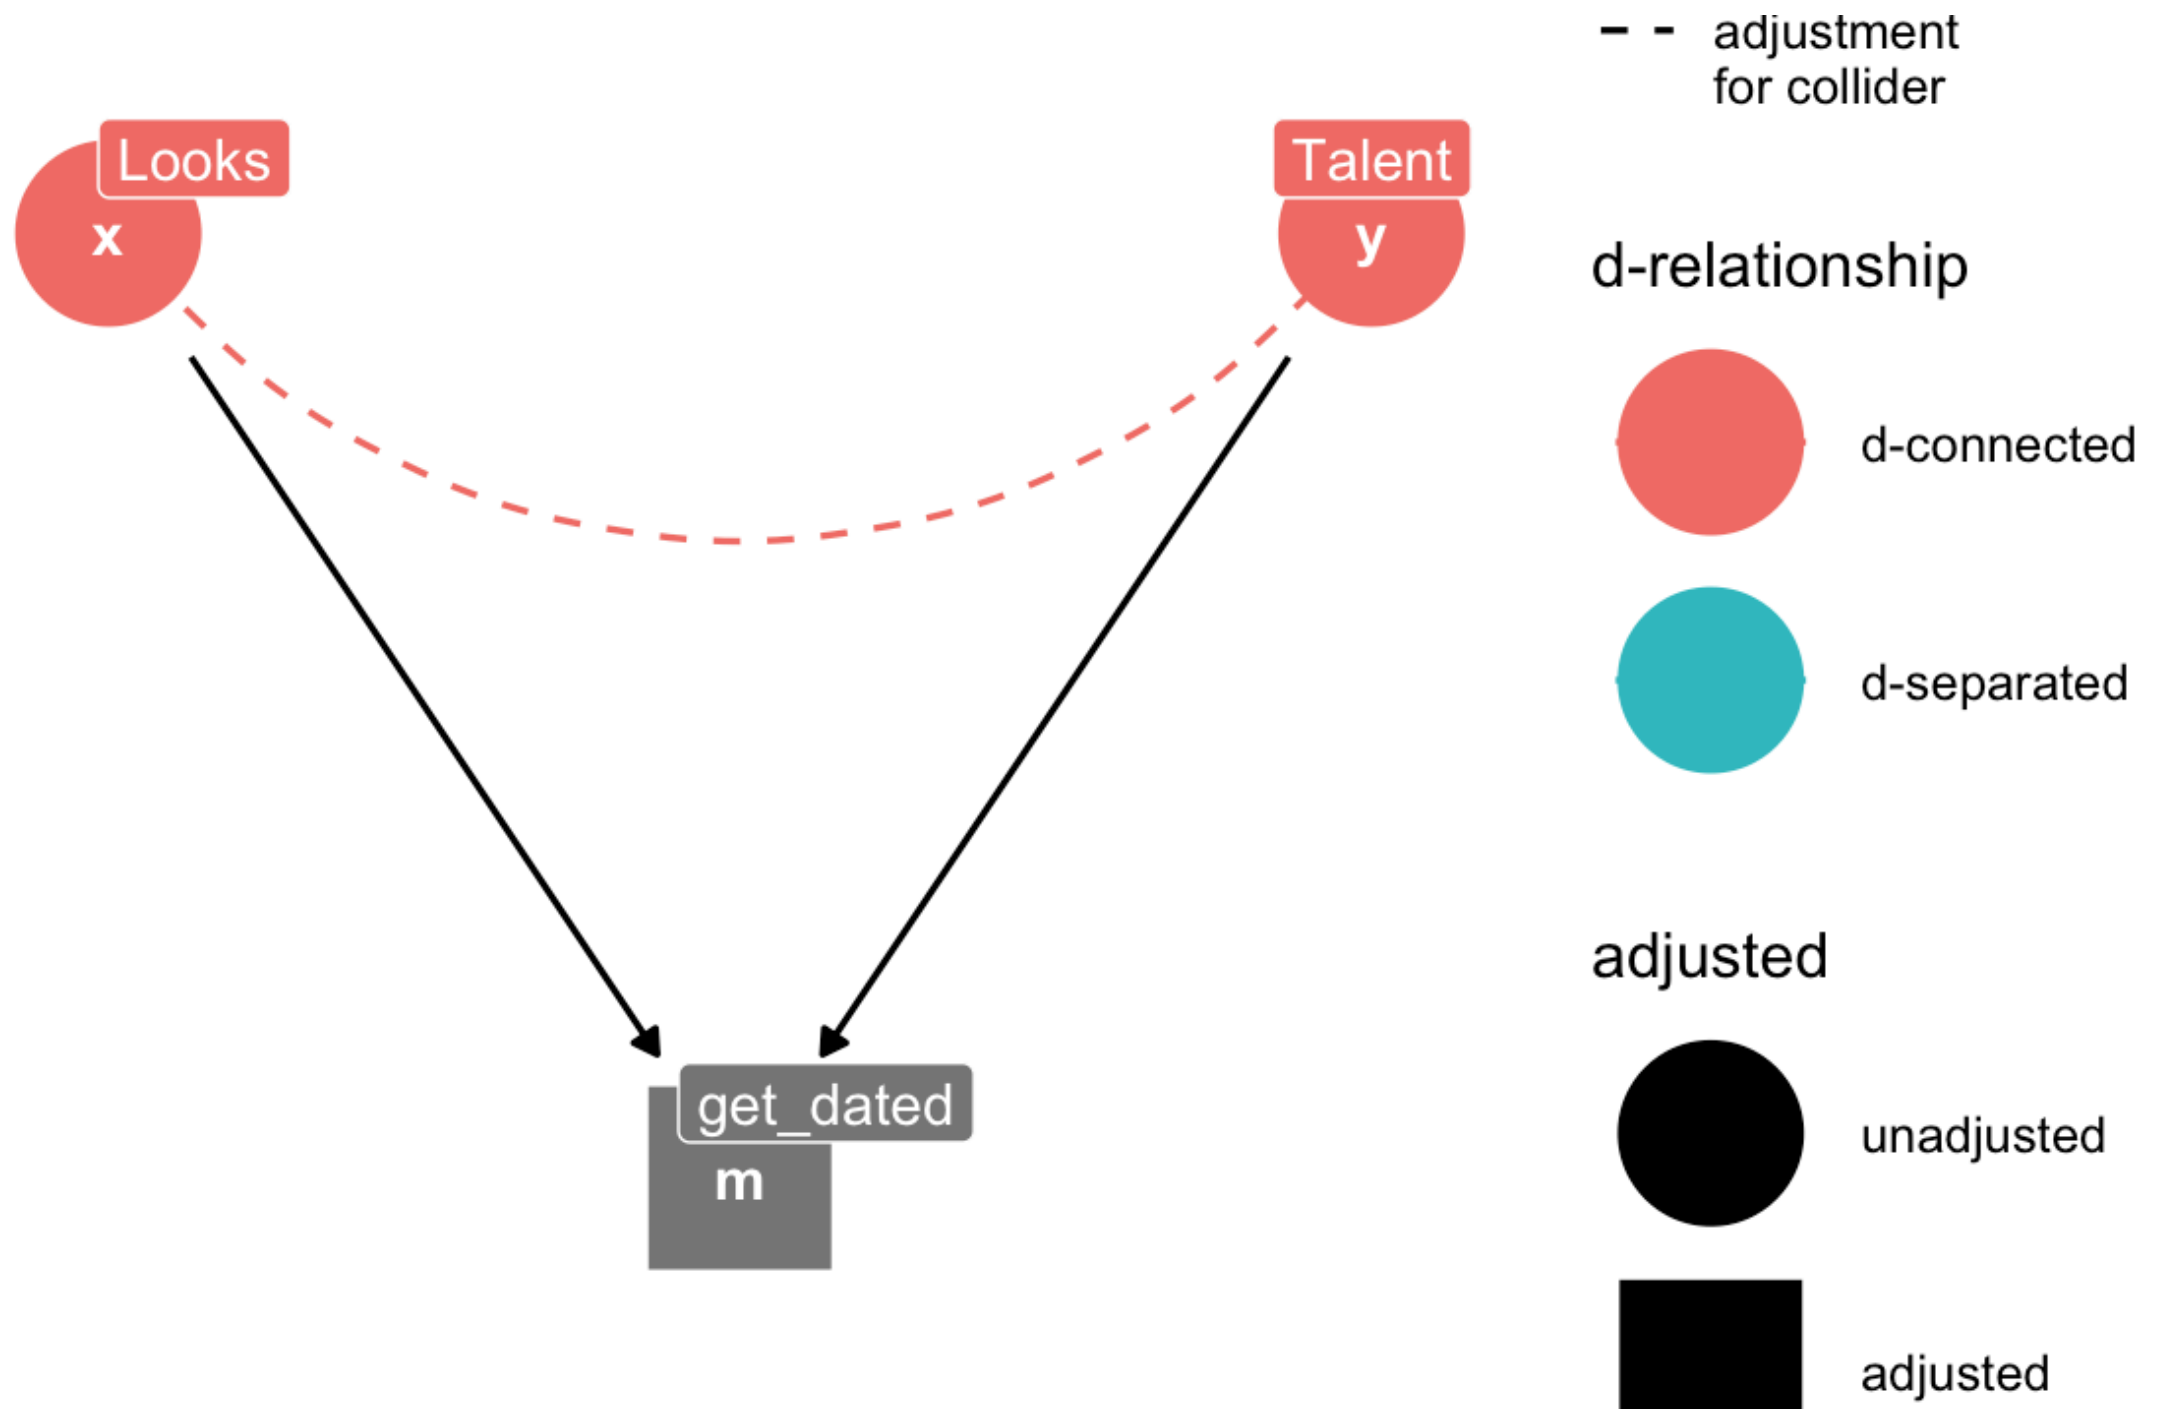 Looks
x
Talent
y
get_dated
m
adjustment
for collider
d-relationship
d-connected
d-separated
adjusted
unadjusted
adjusted